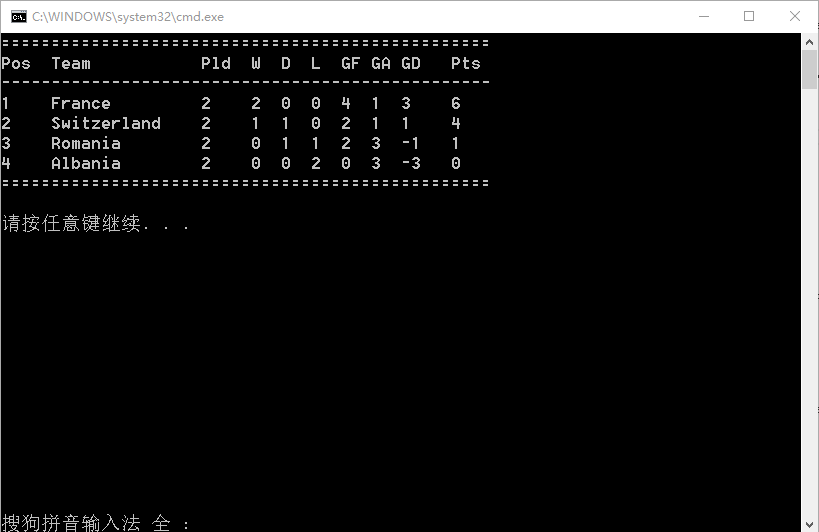 C:\WINDOWS\system32\cmd.exe
=================================================
Pos  Team           Pld  W  D  L  GF GA GD   Pts
-------------------------------------------------
1    France         2    2  0  0  4  1  3    6
2    Switzerland    2    1  1  0  2  1  1    4
3    Romania        2    0  1  1  2  3  -1   1
4    Albania        2    0  0  2  0  3  -3   0
=================================================
请按任意键继续. . .
搜狗拼音输入法 全 :